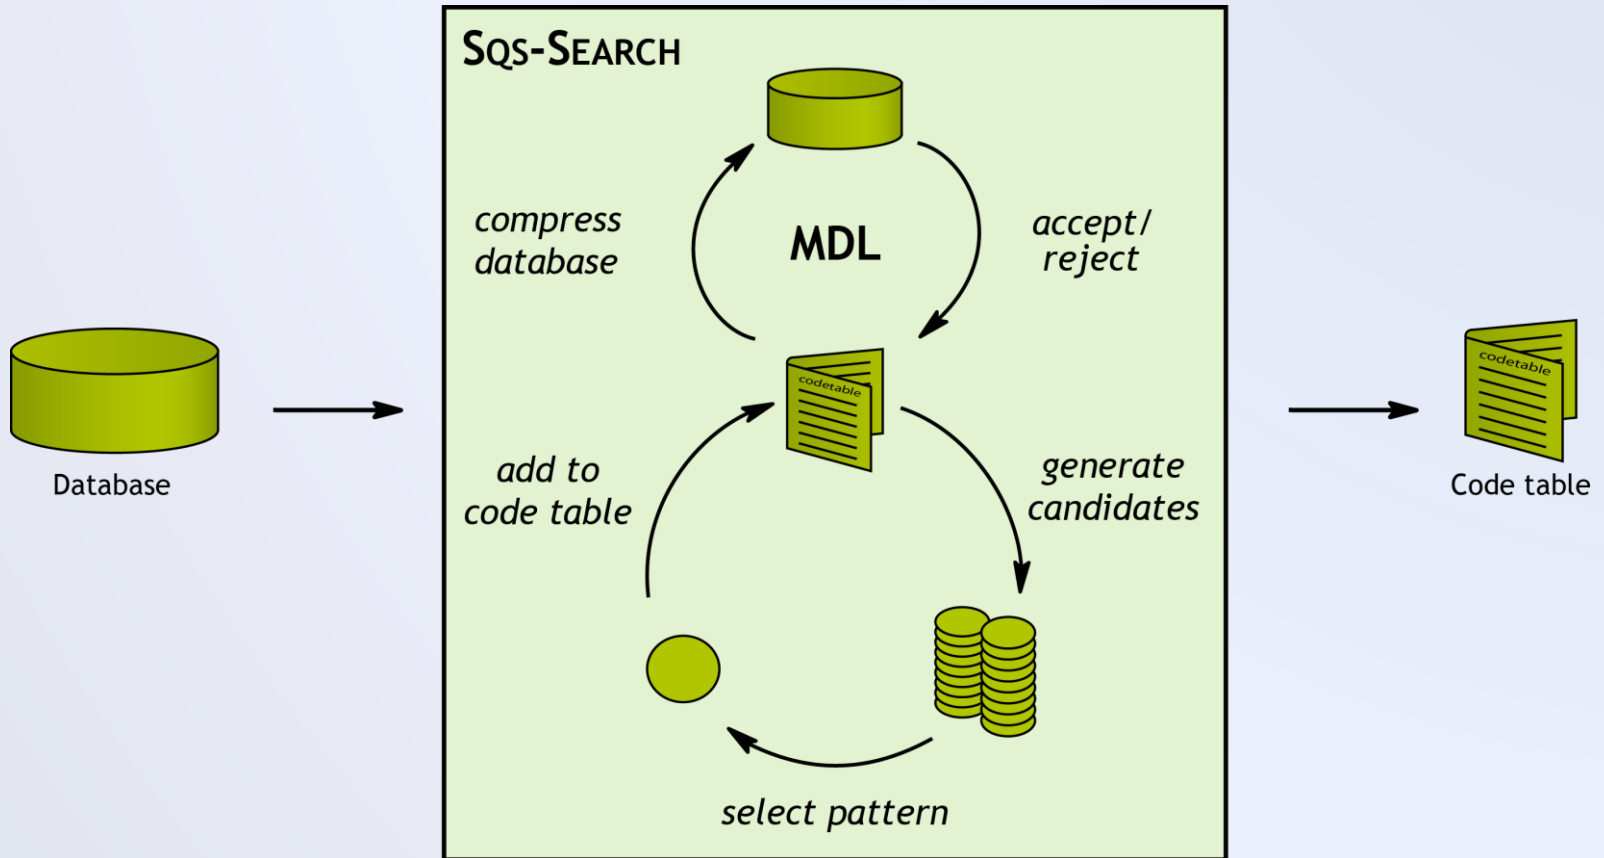 SQS-SEARCH
compress
database
MDL
accept/
reject
codetable
codetable
add to
code table
generate
candidates
Database
Code table
select pattern